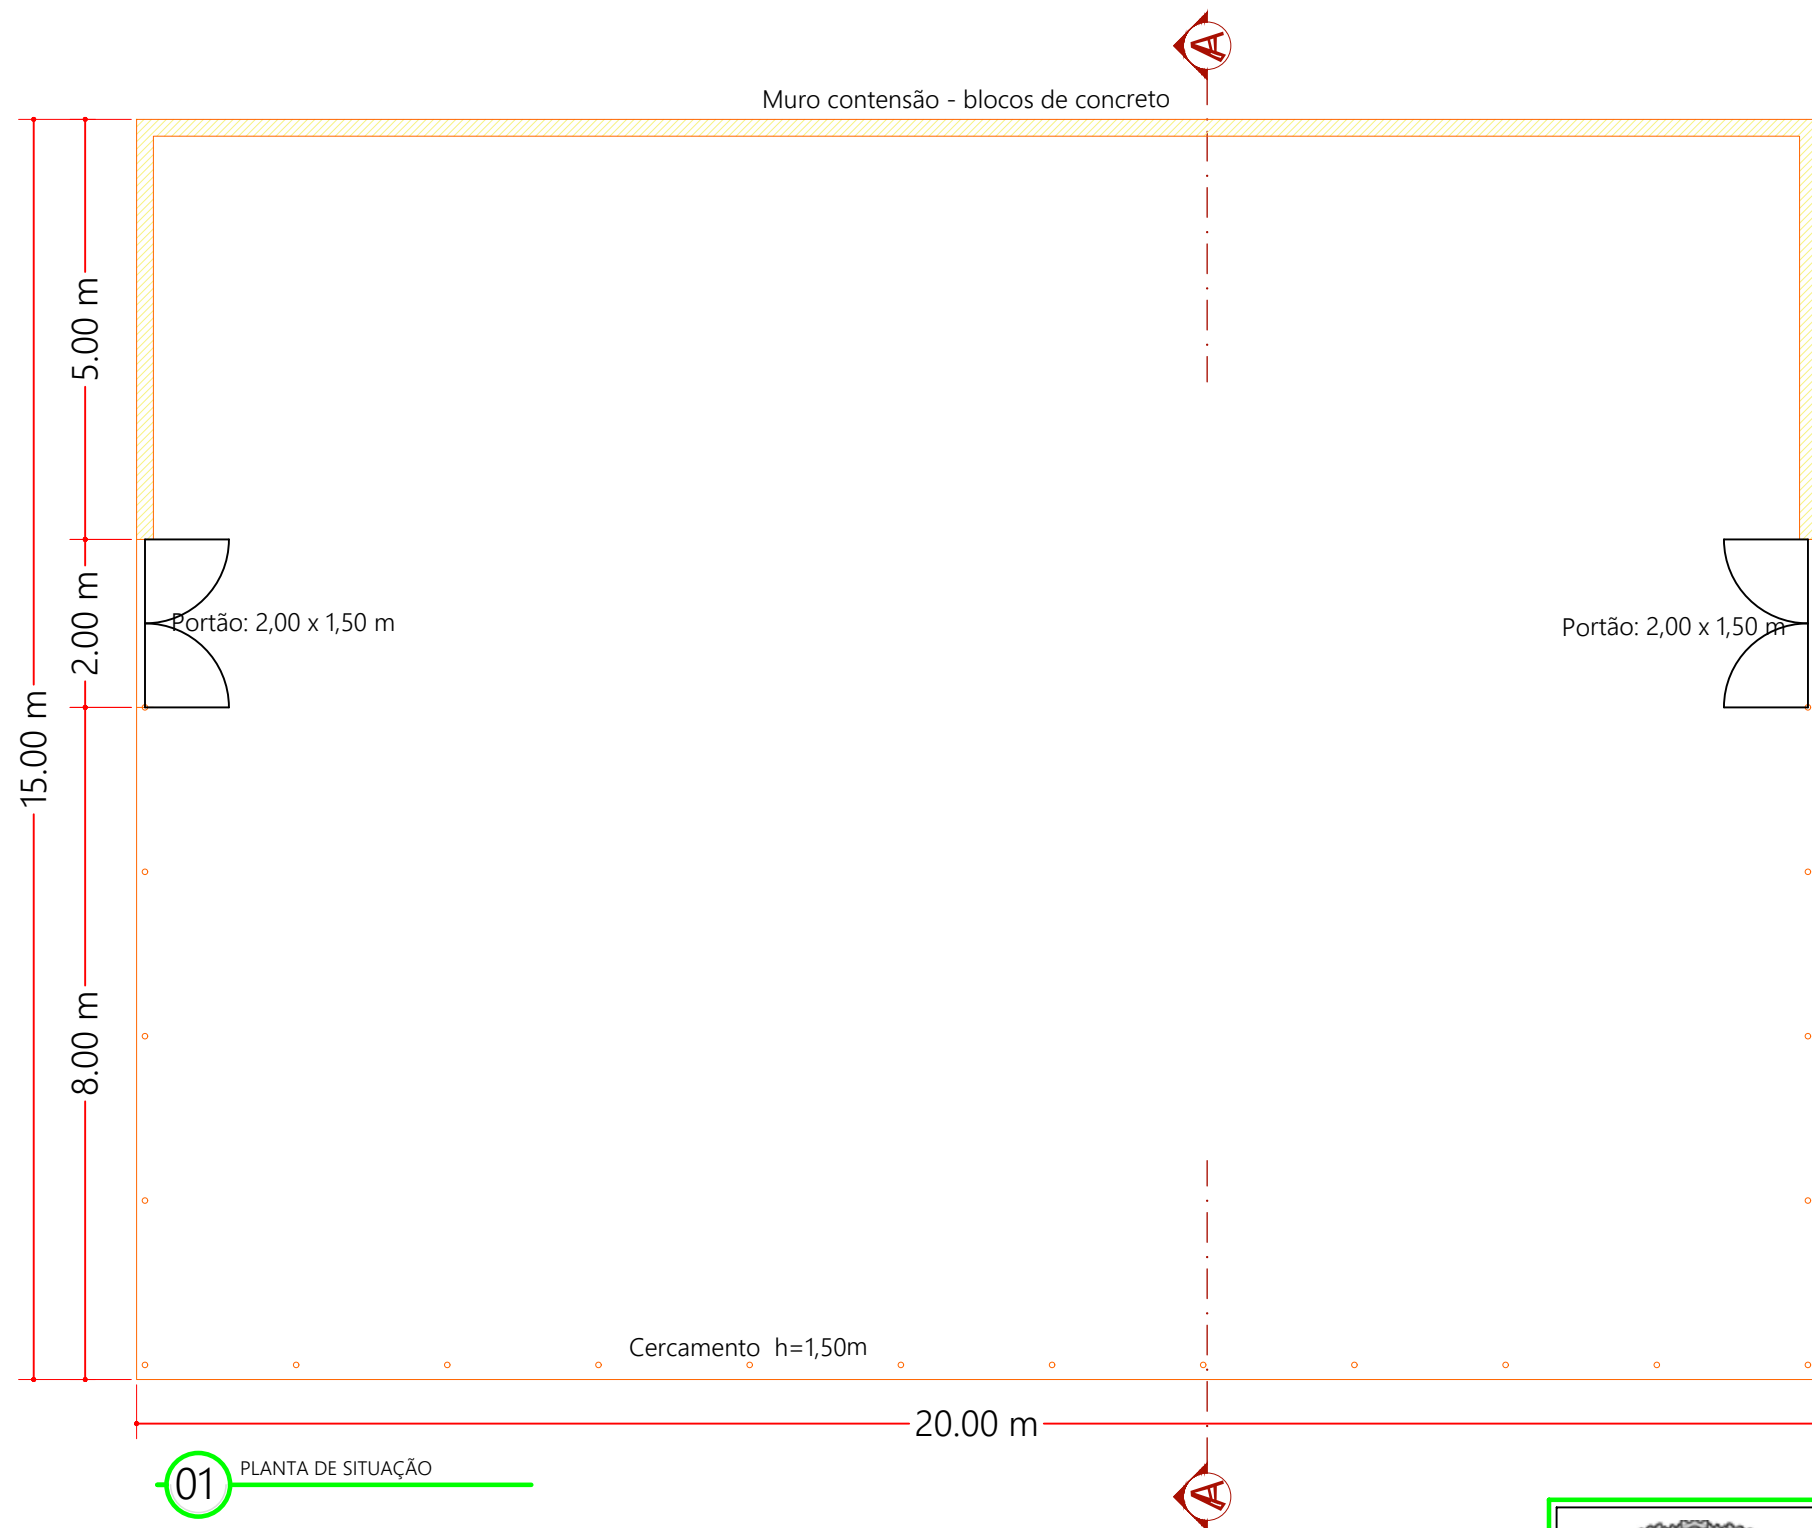 A
Muro contensão - blocos de concreto
5.00 m
2.00 m
Portão: 2,00 x 1,50 m
Portão: 2,00 x 1,50 m
15.00 m
8.00 m
Cercamento h=1,50m
20.00 m
01 PLANTA DE SITUAÇÃO
A